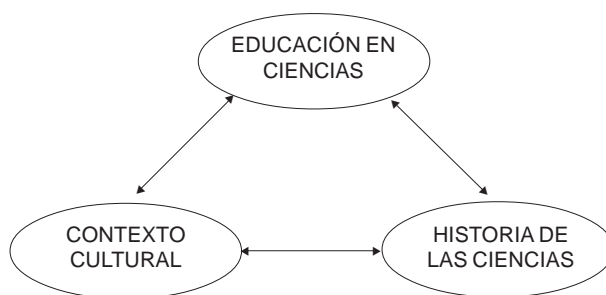 EDUCACIÓN EN
CIENCIAS
CONTEXTO
CULTURAL
HISTORIA DE
LAS CIENCIAS